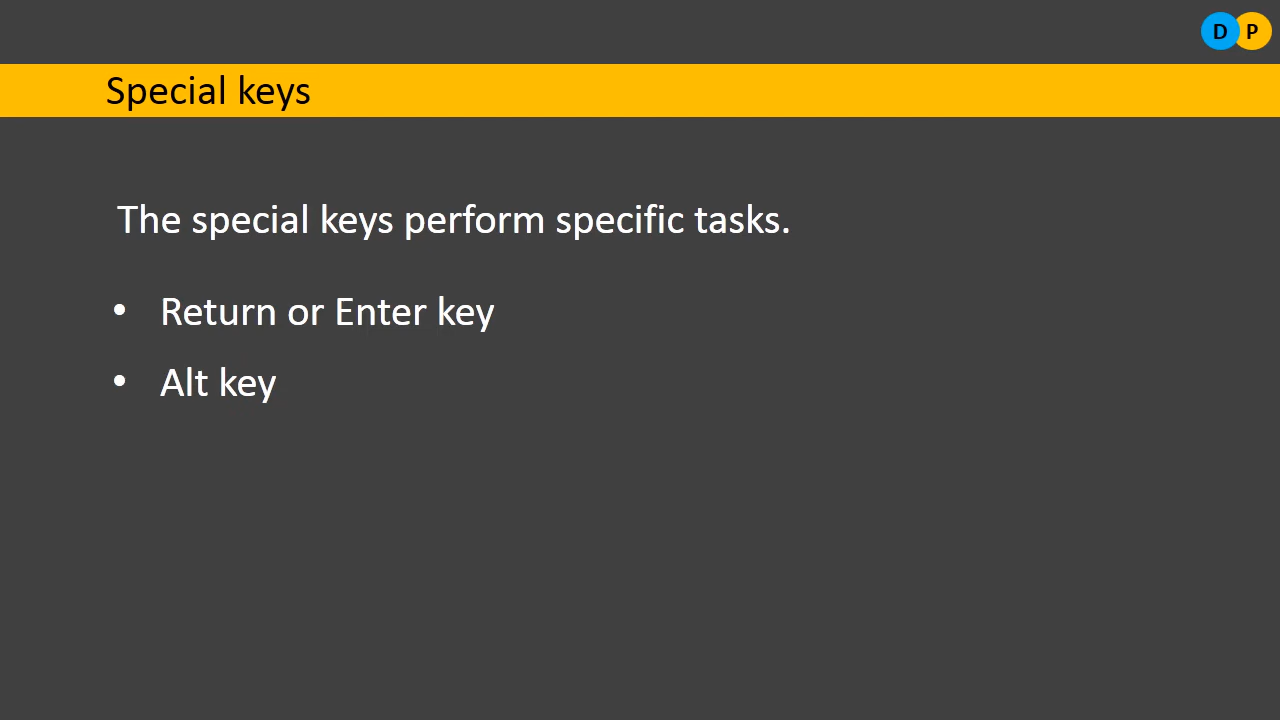 D P
Special keys
The special keys perform specific tasks.
• Return or Enter key
• Alt key